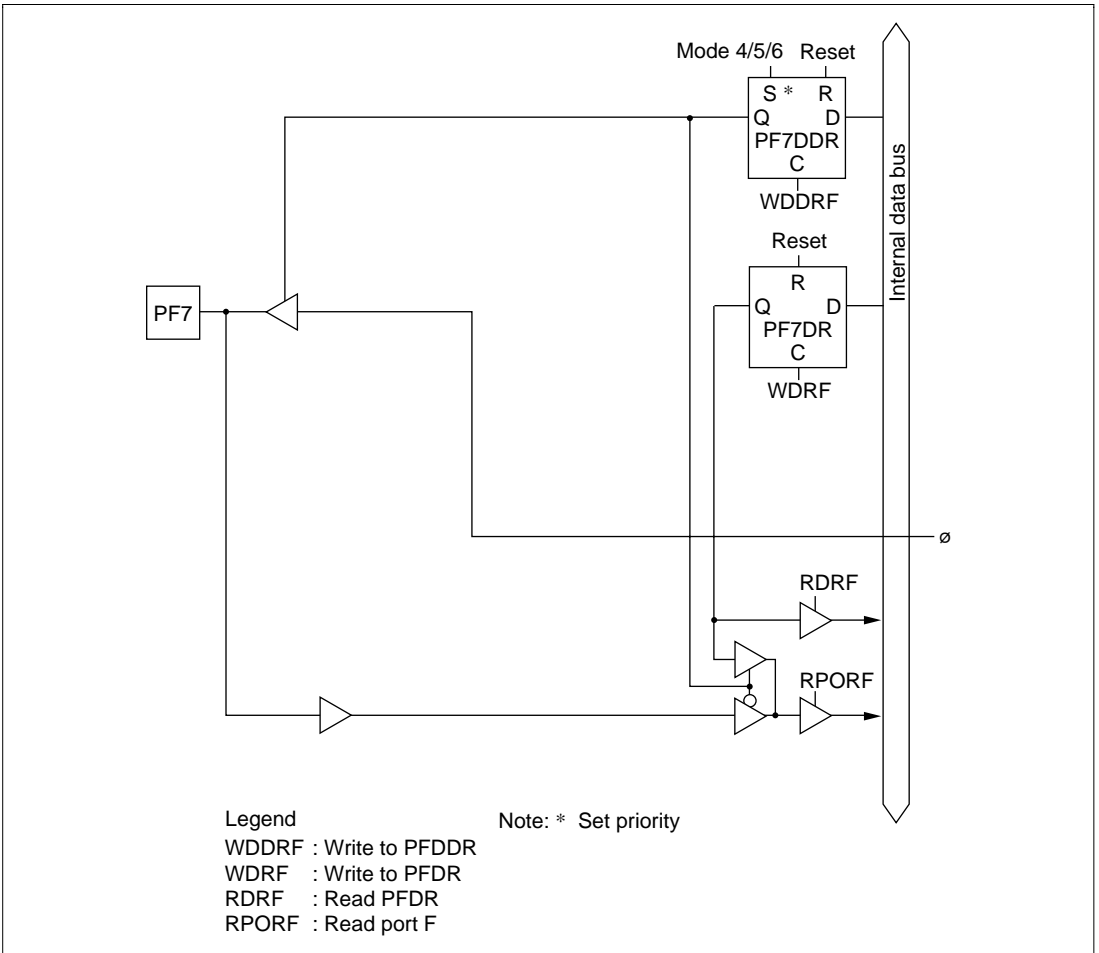 Mode 4/5/6 Reset
S * R
Q D
PF7DDR
C
WDDRF
Internal data bus
Reset
R
PF7
Q D
PF7DR
C
WDRF
ø
RDRF
RPORF
Legend
WDDRF : Write to PFDDR
WDRF : Write to PFDR
RDRF : Read PFDR
RPORF : Read port F
Note: * Set priority